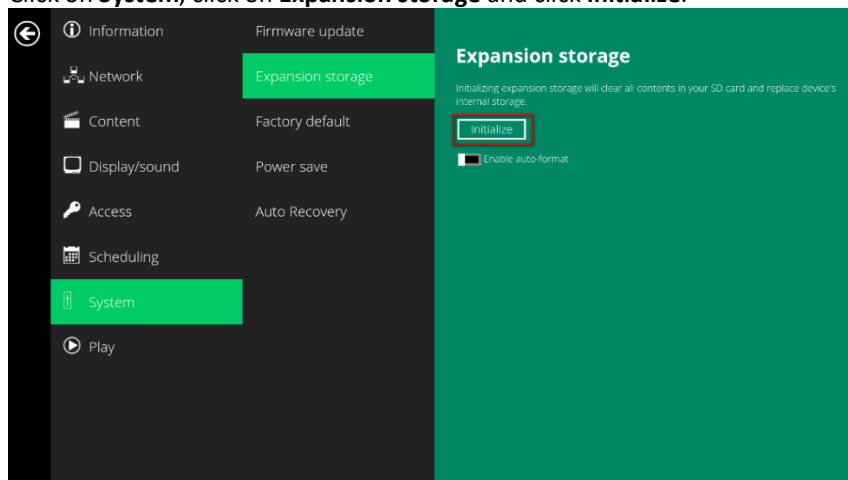 Click on System, click on Expansion storage and click Initialize.
Information
Network
Content
Display/sound
Access
Scheduling
System
Play
Firmware update
Expansion storage
Factory default
Power save
Auto Recovery
Expansion storage
Initializing expansion storage will clear all contents in your SD card and replace device's
internal storage.
Initialize
Enable auto-format